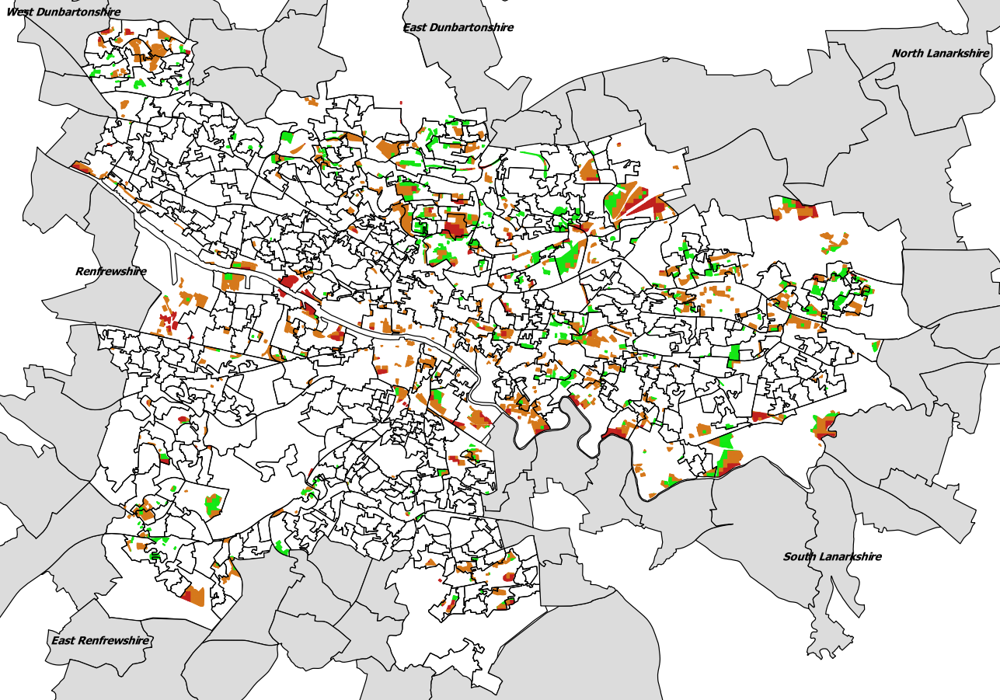 West Dunbartonshire
East Dunbartonshire
North Lanarkshire
Renfrewshire
South Lanarkshire
East Renfrewshire